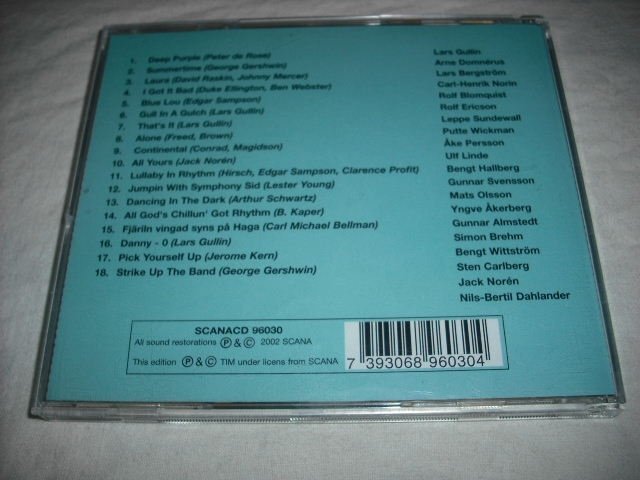 1. Deep Purple (Peter de Rose)
2. Summertime (George Gershwin)
3. Laura (David Raskin, Johnny Mercer)
4. I Got It Bad (Duke Ellington, Ben Webster)
5. Blue Lou (Edgar Sampson)
6. Gull In A Gulch (Lars Gullin)
7. That's It (Lars Gullin)
8. Alone (Freed, Brown)
9. Continental (Conrad, Magidson)
10. All Yours (Jack Norén)
11. Lullaby In Rhythm (Hirsch, Edgar Sampson, Clarence Profit)
12. Jumpin With Symphony Sid (Lester Young)
13. Dancing In The Dark (Arthur Schwartz)
14. All God's Chillun' Got Rhythm (B. Kaper)
15. Fjäriln vingad syns på Haga (Carl Michael Bellman)
16. Danny - 0 (Lars Gullin)
17. Pick Yourself Up (Jerome Kern)
18. Strike Up The Band (George Gershwin)
Lars Gullin
Arne Domnérus
Lars Bergström
Carl-Henrik Norin
Rolf Blomquist
Rolf Ericson
Leppe Sundewall
Putte Wickman
Åke Persson
Ulf Linde
Bengt Hallberg
Gunnar Svensson
Mats Olsson
Yngve Åkerberg
Gunnar Almstedt
Simon Brehm
Bengt Wittström
Sten Carlberg
Jack Norén
Nils-Bertil Dahlander
SCANACD 96030
All sound restorations Ⓟ & © 2002 SCANA
This edition Ⓟ & © TIM under licens from SCANA
7 393068 960304